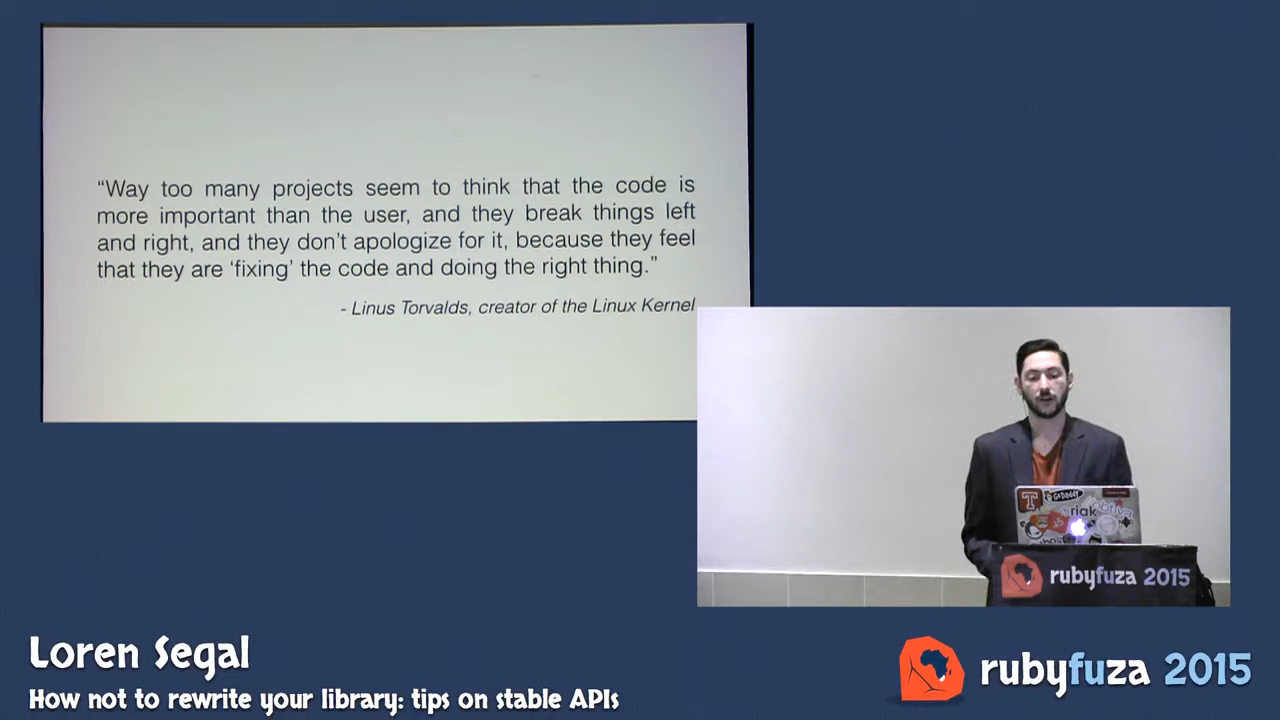 “Way too many projects seem to think that the code is
more important than the user, and they break things left
and right, and they don’t apologize for it, because they feel
that they are ‘fixing’ the code and doing the right thing.”
- Linus Torvalds, creator of the Linux Kernel
T
GoDaddy
riak
rubyfuza 2015
Loren Segal
How not to rewrite your library: tips on stable APIs
rubyfuza 2015